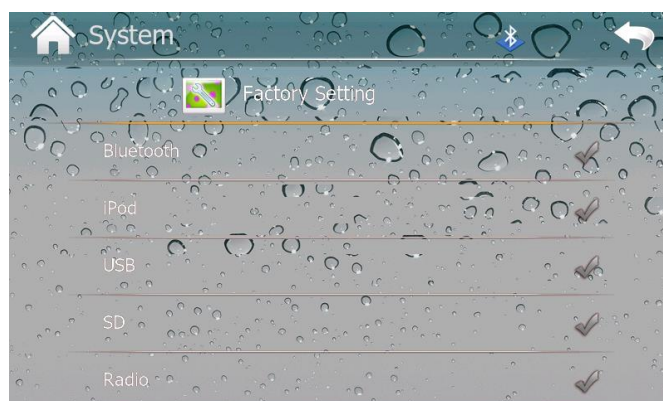 System
Factory Setting
Bluetooth
iPod
USB
SD
Radio